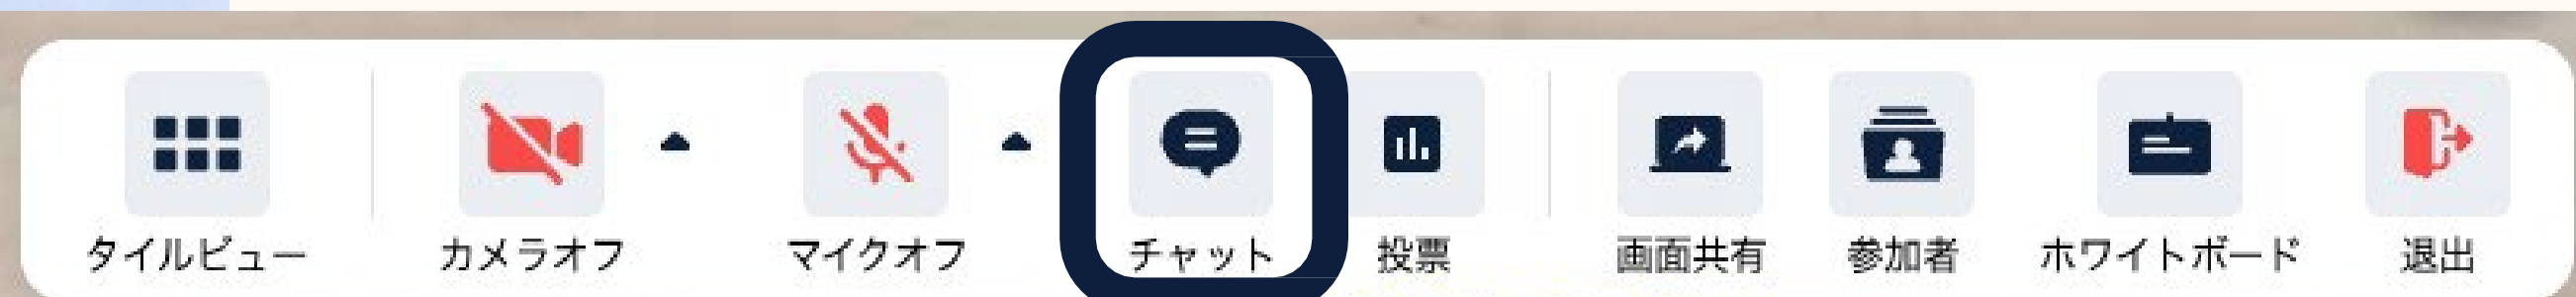 タイルビュー
カメラオフ
マイクオフ
チャット
投票
画面共有
参加者
ホワイトボード
退出